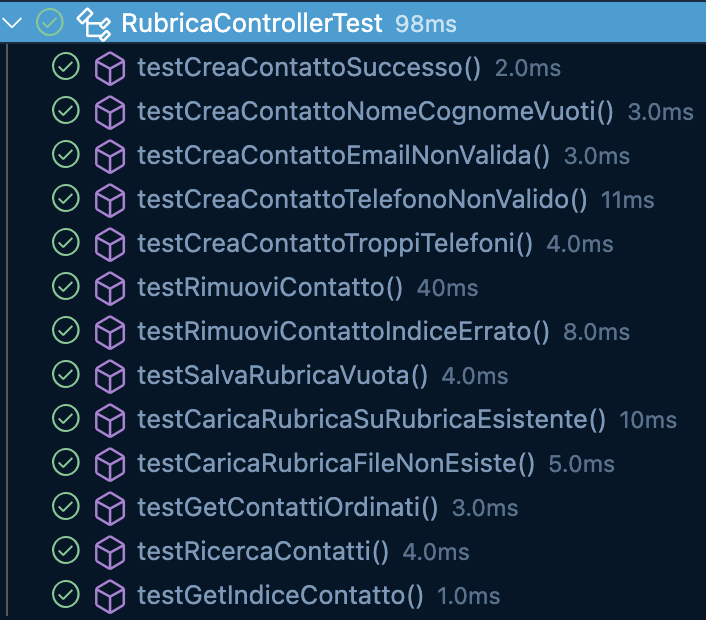 RubricaControllerTest 98ms
testCreaContattoSuccesso() 2.0ms
testCreaContattoNomeCognomeVuoti() 3.0ms
testCreaContattoEmailNonValida() 3.0ms
testCreaContattoTelefonoNonValido() 11ms
testCreaContattoTroppiTelefoni() 4.0ms
testRimuoviContatto() 40ms
testRimuoviContattoIndiceErrato() 8.0ms
testSalvaRubricaVuota() 4.0ms
testCaricaRubricaSuRubricaEsistente() 10ms
testCaricaRubricaFileNonEsiste() 5.0ms
testGetContattiOrdinati() 3.0ms
testRicercaContatti() 4.0ms
testGetIndiceContatto() 1.0ms